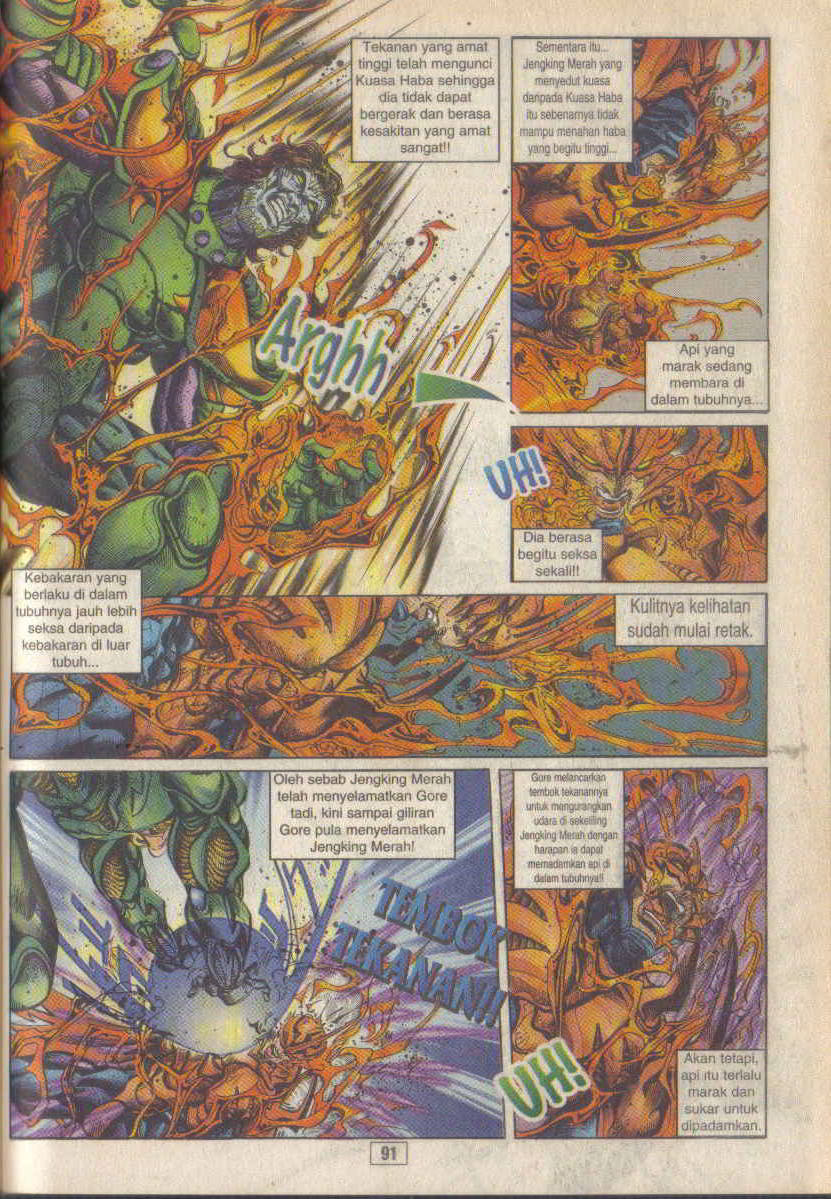 Tekanan yang amat
tinggi telah mengunci
Kuasa Haba sehingga
dia tidak dapat
bergerak dan berasa
kesakitan yang amat
sangat!!
Sementara itu...
Jengking Merah yang
menyedut kuasa
daripada Kuasa Haba
itu sebenarnya tidak
mampu menahan haba
yang begitu tinggi...
Arghh
Api yang
marak sedang
membara di
dalam tubuhnya...
UH!
Dia berasa
begitu seksa
sekali!!
Kebakaran yang
berlaku di dalam
tubuhnya jauh lebih
seksa daripada
kebakaran di luar
tubuh...
Kulitnya kelihatan
sudah mulai retak.
Oleh sebab Jengking Merah
telah menyelamatkan Gore
tadi, kini sampai giliran
Gore pula menyelamatkan
Jengking Merah!
TEMBOK
TEKANAN!!
Gore melancarkan
tembok tekanannya
untuk mengurangkan
udara di sekeliling
Jengking Merah dengan
harapan ia dapat
memadamkan api di
dalam tubuhnya!!
UH!
Akan tetapi,
api itu terlalu
marak dan
sukar untuk
dipadamkan.
91